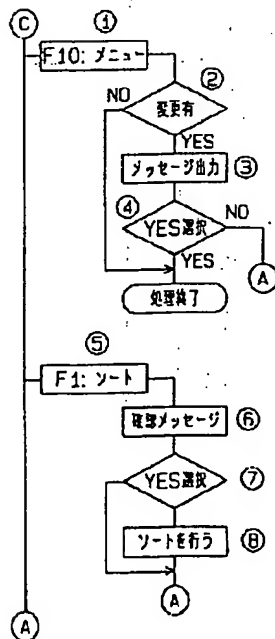 C
①
F10: メニュー
②
NO
変更有
YES
メッセージ出力
③
④
YES選択
NO
YES
A
処理終了
⑤
F1: ソート
確認メッセージ
⑥
YES選択
⑦
ソートを行う
⑧
A
A